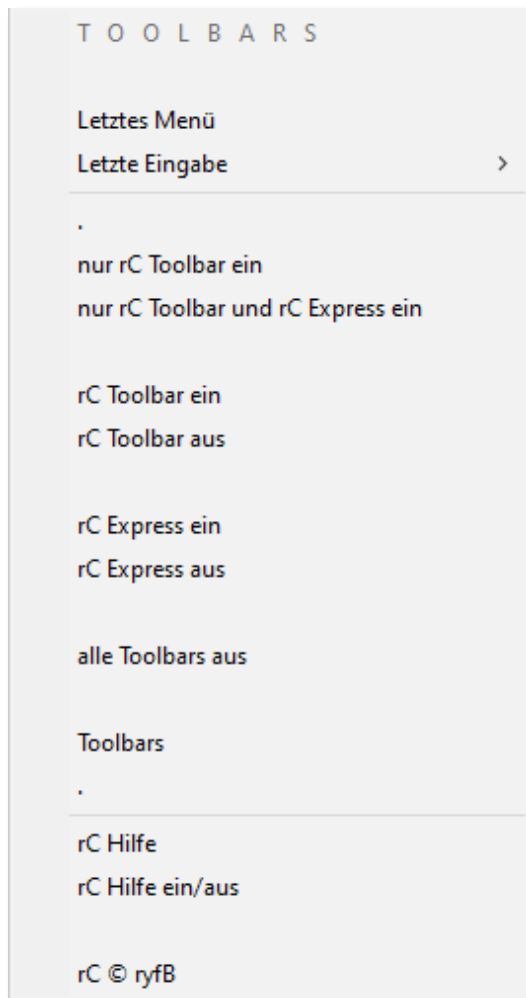 T O O L B A R S
Letztes Menü
Letzte Eingabe >
.
nur rC Toolbar ein
nur rC Toolbar und rC Express ein
rC Toolbar ein
rC Toolbar aus
rC Express ein
rC Express aus
alle Toolbars aus
Toolbars
.
rC Hilfe
rC Hilfe ein/aus
rC © ryfB